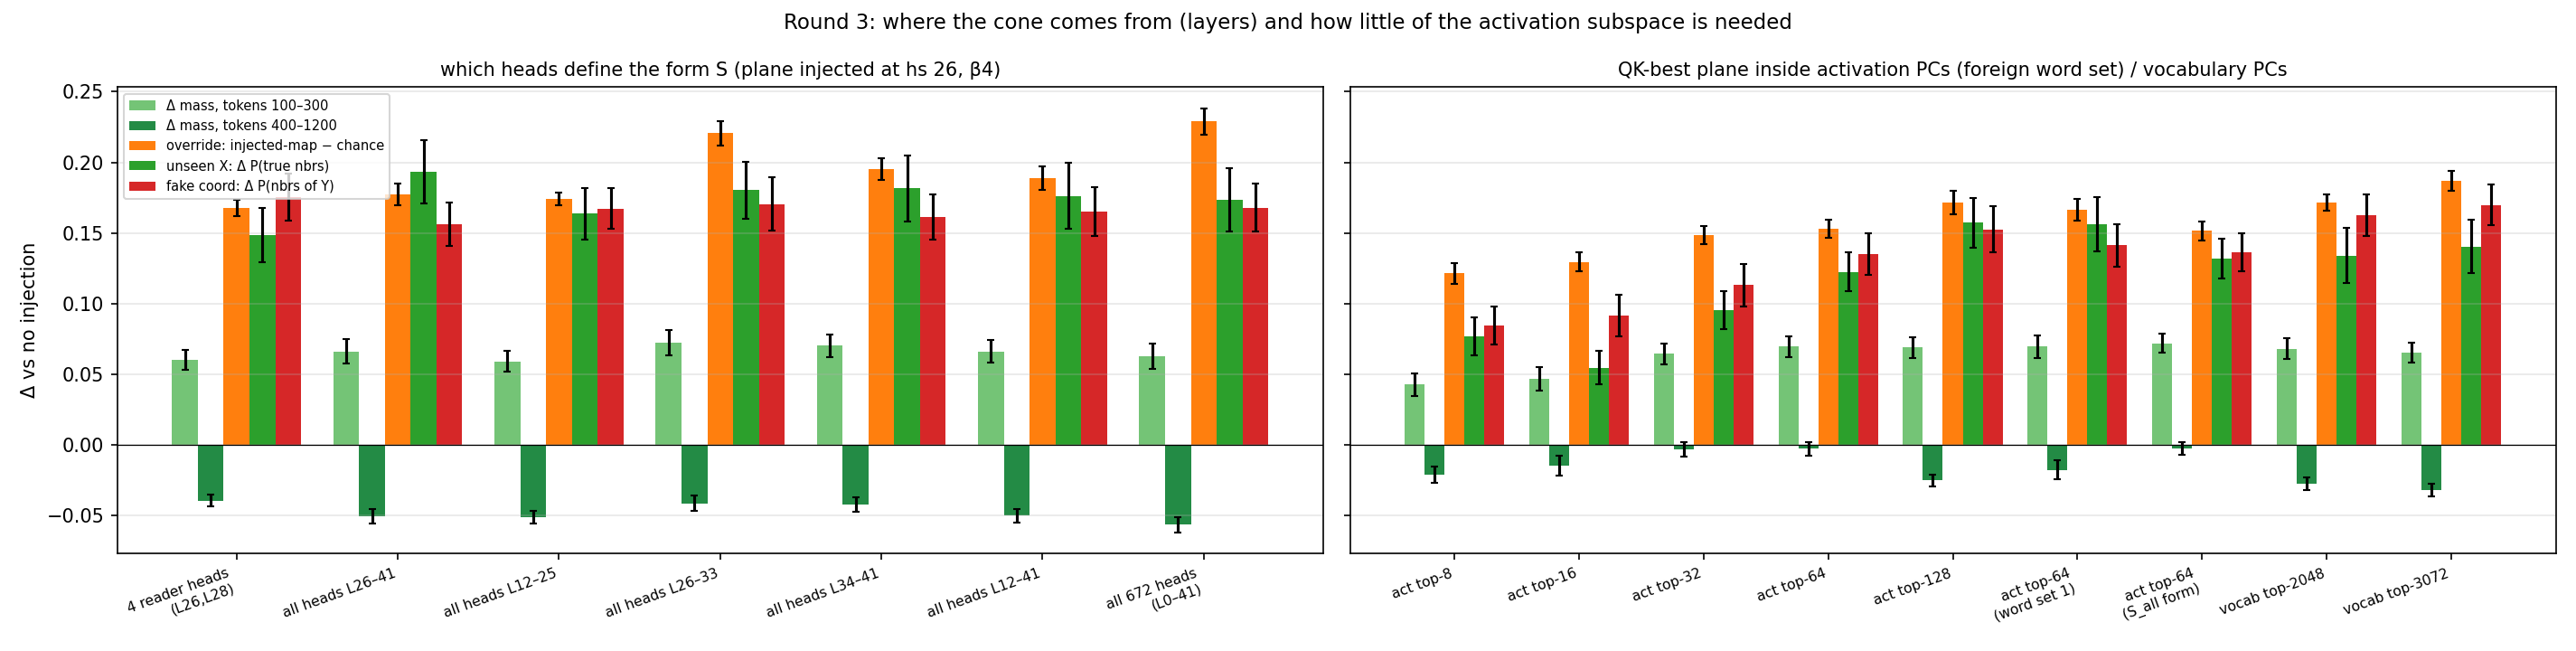 Round 3: where the cone comes from (layers) and how little of the activation subspace is needed
which heads define the form S (plane injected at hs 26, β4)
Δ vs no injection
0.25
0.20
0.15
0.10
0.05
0.00
−0.05
Δ mass, tokens 100–300
Δ mass, tokens 400–1200
override: injected-map − chance
unseen X: Δ P(true nbrs)
fake coord: Δ P(nbrs of Y)
4 reader heads
(L26,L28)
all heads L26–41
all heads L12–25
all heads L26–33
all heads L34–41
all heads L12–41
all 672 heads
(L0–41)
QK-best plane inside activation PCs (foreign word set) / vocabulary PCs
act top-8
act top-16
act top-32
act top-64
act top-128
act top-64
(word set 1)
act top-64
(S_all form)
vocab top-2048
vocab top-3072